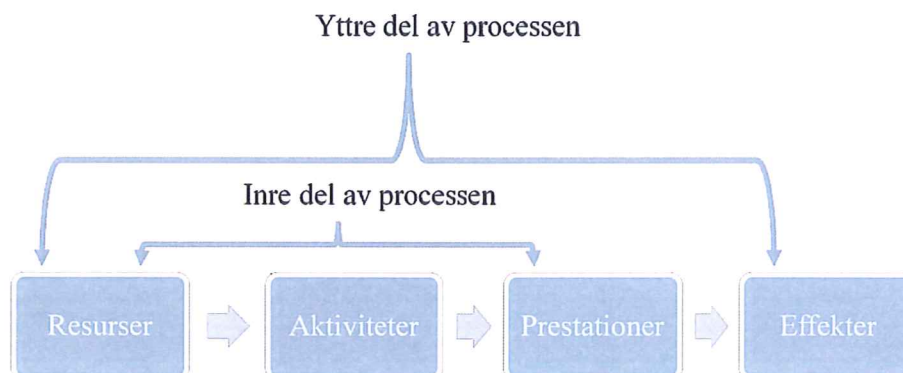 Yttre del av processen
Inre del av processen
Resurser
Aktiviteter
Prestationer
Effekter